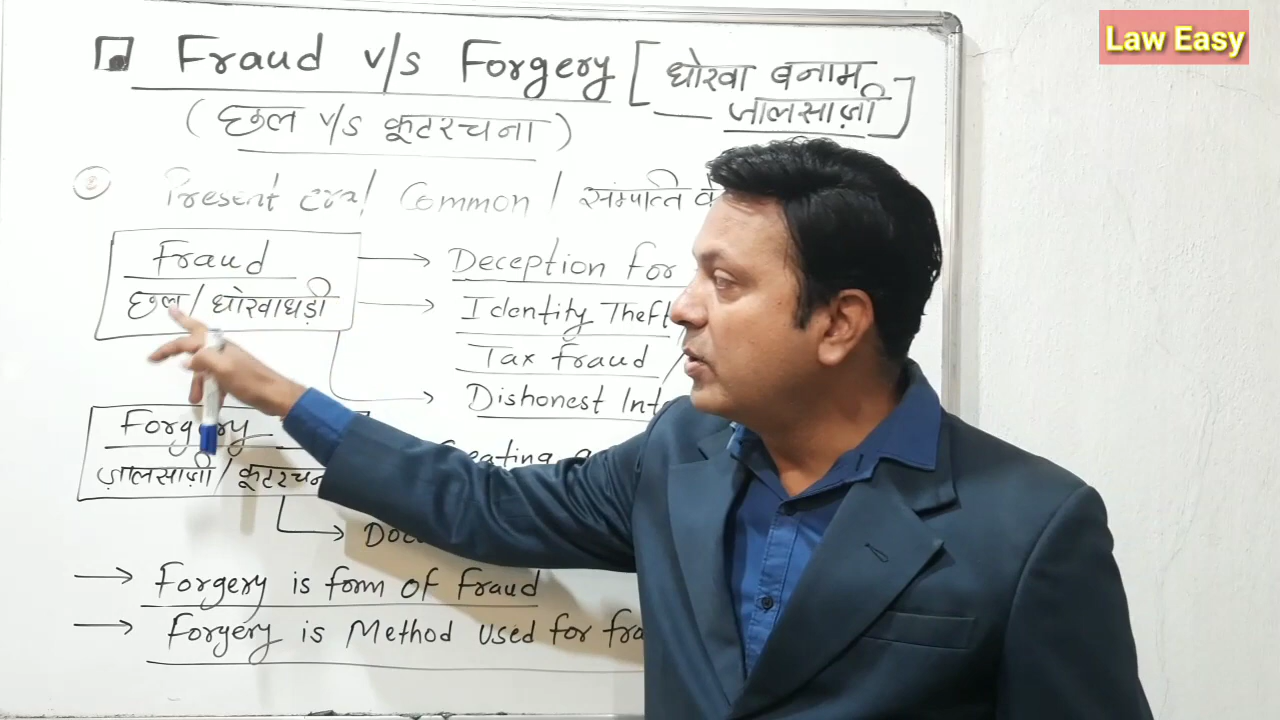 Law Easy
Fraud v/s Forgery [ धोखा बनाम
जालसाज़ी ]
( छल v/s कूटरचना )
Present era / Common / संपत्ति
Fraud
छल / धोखाधड़ी
Deception for
Identity Theft
Tax fraud
Dishonest Int
Forgery
ज़ालसाज़ी / कूटरचन
Creating a
Doc
Forgery is form of fraud
Forgery is Method used for fra